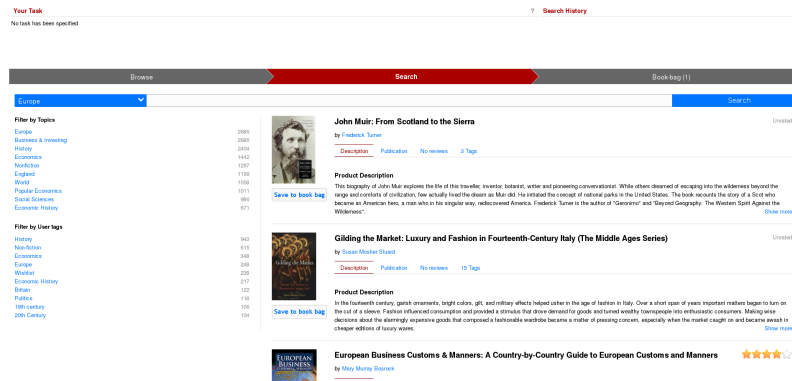 Your Task
? Search History
No task has been specified
Browse
Search
Book-bag (1)
Europe
Search
Filter by Topics
Europe 2686
Business & Investing
History 2434
Economics 1442
Nonfiction
England
World
Popular Economics 1011
Social Sciences
Economic History 671
Filter by User tags
History 943
Non-fiction 615
Economics 348
Europe 248
Wishlist
Economic History 217
Britain 122
Politics 118
19th century
20th Century 104
John Muir: From Scotland to the Sierra
Unrated
by Frederick Turner
Description Publication No reviews 3 Tags
Save to book bag
Product Description
This biography of John Muir explores the life of this traveller, inventor, botanist, writer and pioneering conservationist. While others dreamed of escaping into the wilderness beyond the
range and comforts of civilization, few actually lived the dream as Muir did. He initiated the concept of national parks in the United States. The book recounts the story of a Scot who
became an American hero, a man who in his singular way, rediscovered America. Frederick Turner is the author of "Geronimo" and "Beyond Geography: The Western Spirit Against the
Wilderness".
Show more
Gilding the Market: Luxury and Fashion in Fourteenth-Century Italy (The Middle Ages Series)
Unrated
by Susan Mosher Stuard
Description Publication No reviews 15 Tags
Gilding the Market
Save to book bag
Product Description
In the fourteenth century, garish ornaments, bright colors, gilt, and military effects helped usher in the age of fashion in Italy. Over a short span of years important matters began to turn on
the cut of a sleeve. Fashion influenced consumption and provided a stimulus that drove demand for goods and turned wealthy townspeople into enthusiastic consumers. Making wise
decisions about the alarmingly expensive goods that composed a fashionable wardrobe became a matter of pressing concern, especially when the market caught on and became awash in
cheaper editions of luxury wares.
Show more
European Business Customs & Manners: A Country-by-Country Guide to European Customs and Manners
by Mary Murray Bosrock
EUROPEAN
BUSINESS